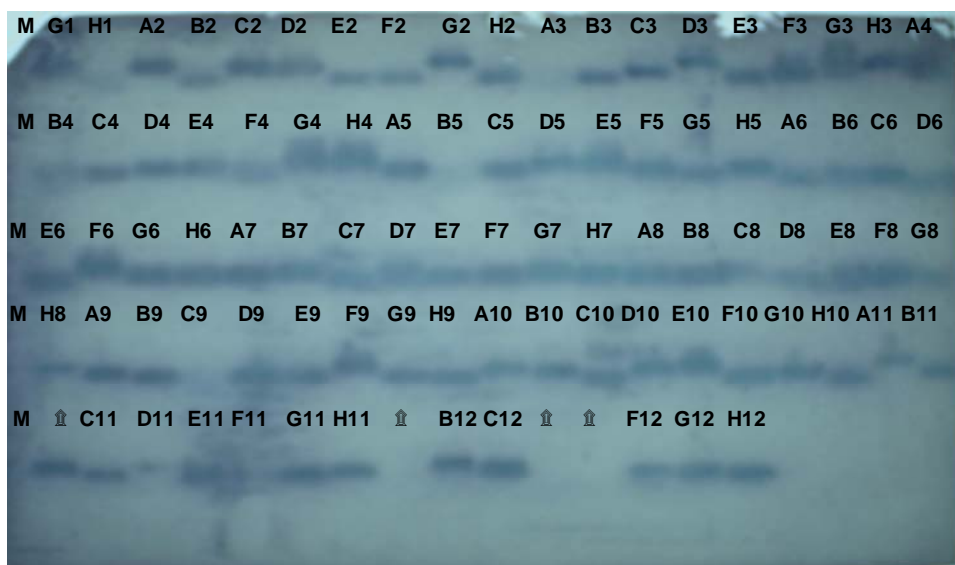 M G1 H1 A2 B2 C2 D2 E2 F2 G2 H2 A3 B3 C3 D3 E3 F3 G3 H3 A4
M B4 C4 D4 E4 F4 G4 H4 A5 B5 C5 D5 E5 F5 G5 H5 A6 B6 C6 D6
M E6 F6 G6 H6 A7 B7 C7 D7 E7 F7 G7 H7 A8 B8 C8 D8 E8 F8 G8
M H8 A9 B9 C9 D9 E9 F9 G9 H9 A10 B10 C10 D10 E10 F10 G10 H10 A11 B11
M ⇧ C11 D11 E11 F11 G11 H11 ⇧ B12 C12 ⇧ ⇧ F12 G12 H12